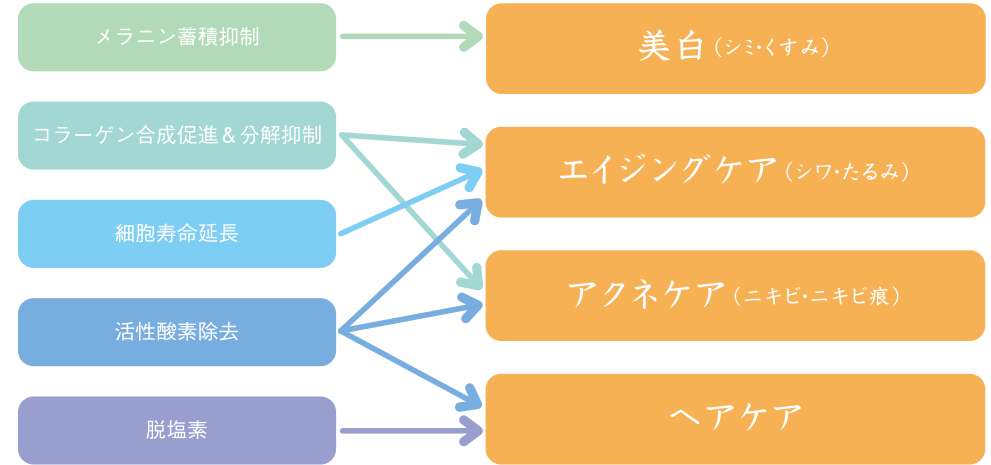 メラニン蓄積抑制
コラーゲン合成促進&分解抑制
細胞寿命延長
活性酸素除去
脱塩素
美白（シミ・くすみ）
エイジングケア（シワ・たるみ）
アクネケア（ニキビ・ニキビ痕）
ヘアケア